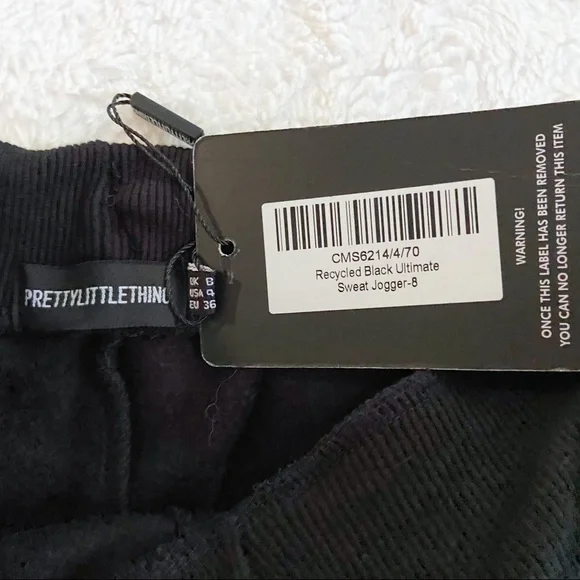 PRETTYLITTLETHING
UK 8
USA 4
EU 36
CMS6214/4/70
Recycled Black Ultimate
Sweat Jogger-8
WARNING!
ONCE THIS LABEL HAS BEEN REMOVED
YOU CAN NO LONGER RETURN THIS ITEM